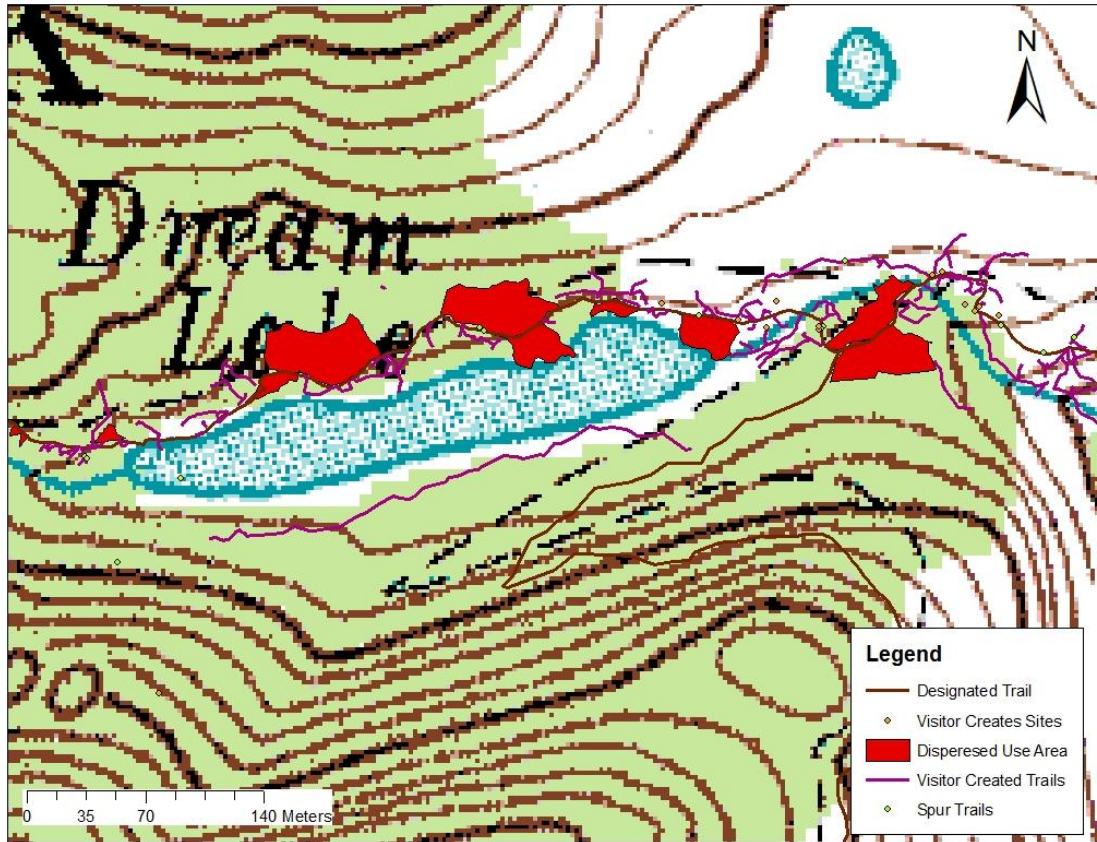 A
N
Dream
Lake
Legend
Designated Trail
Visitor Creates Sites
Disperesed Use Area
Visitor Created Trails
Spur Trails
0 35 70 140 Meters